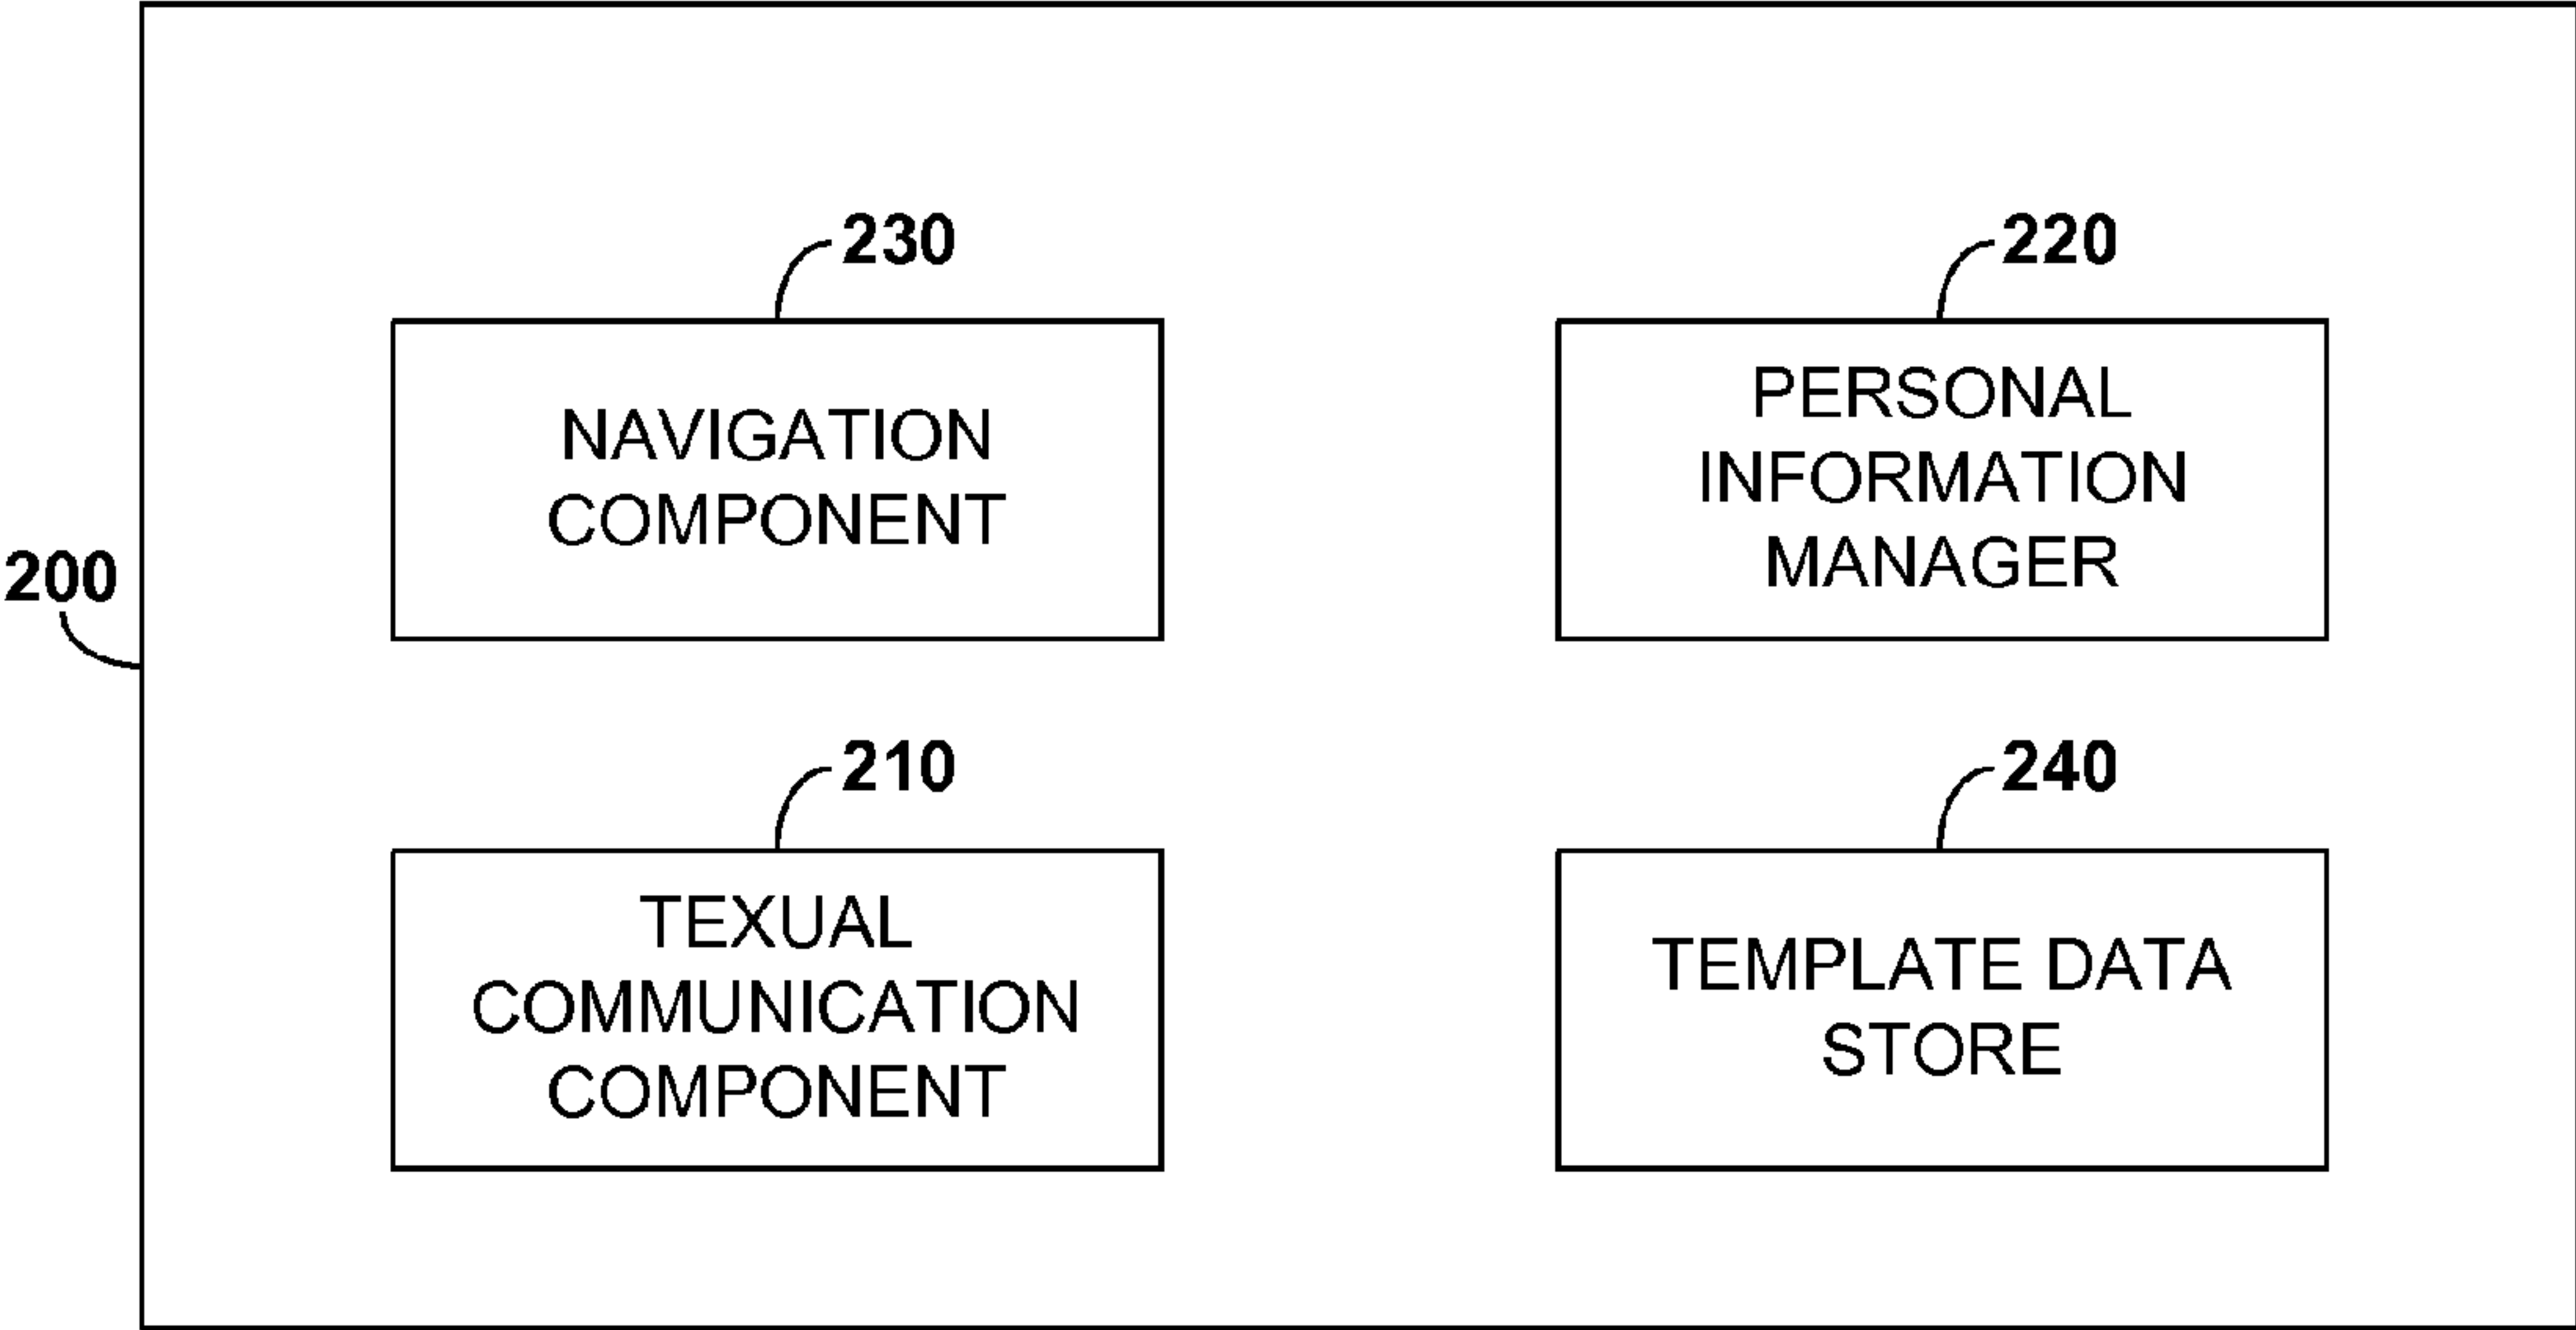 230
NAVIGATION
COMPONENT
220
PERSONAL
INFORMATION
MANAGER
200
210
TEXUAL
COMMUNICATION
COMPONENT
240
TEMPLATE DATA
STORE